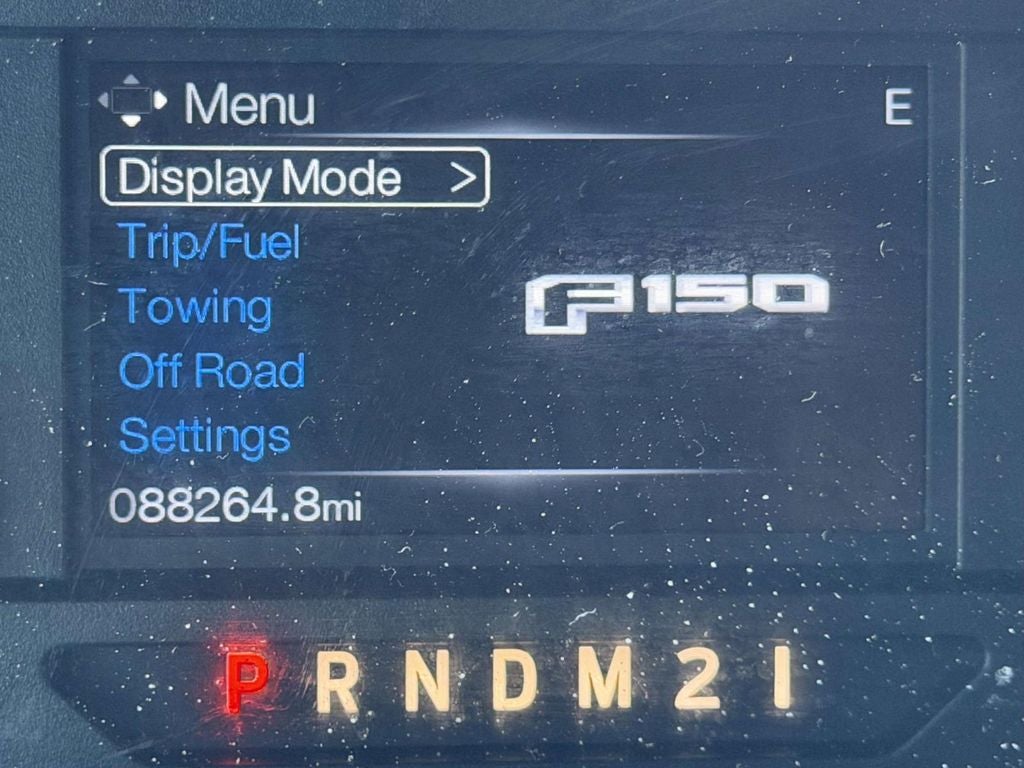 Menu E
Display Mode >
Trip/Fuel
Towing
F150
Off Road
Settings
088264.8mi
P R N D M 2 1